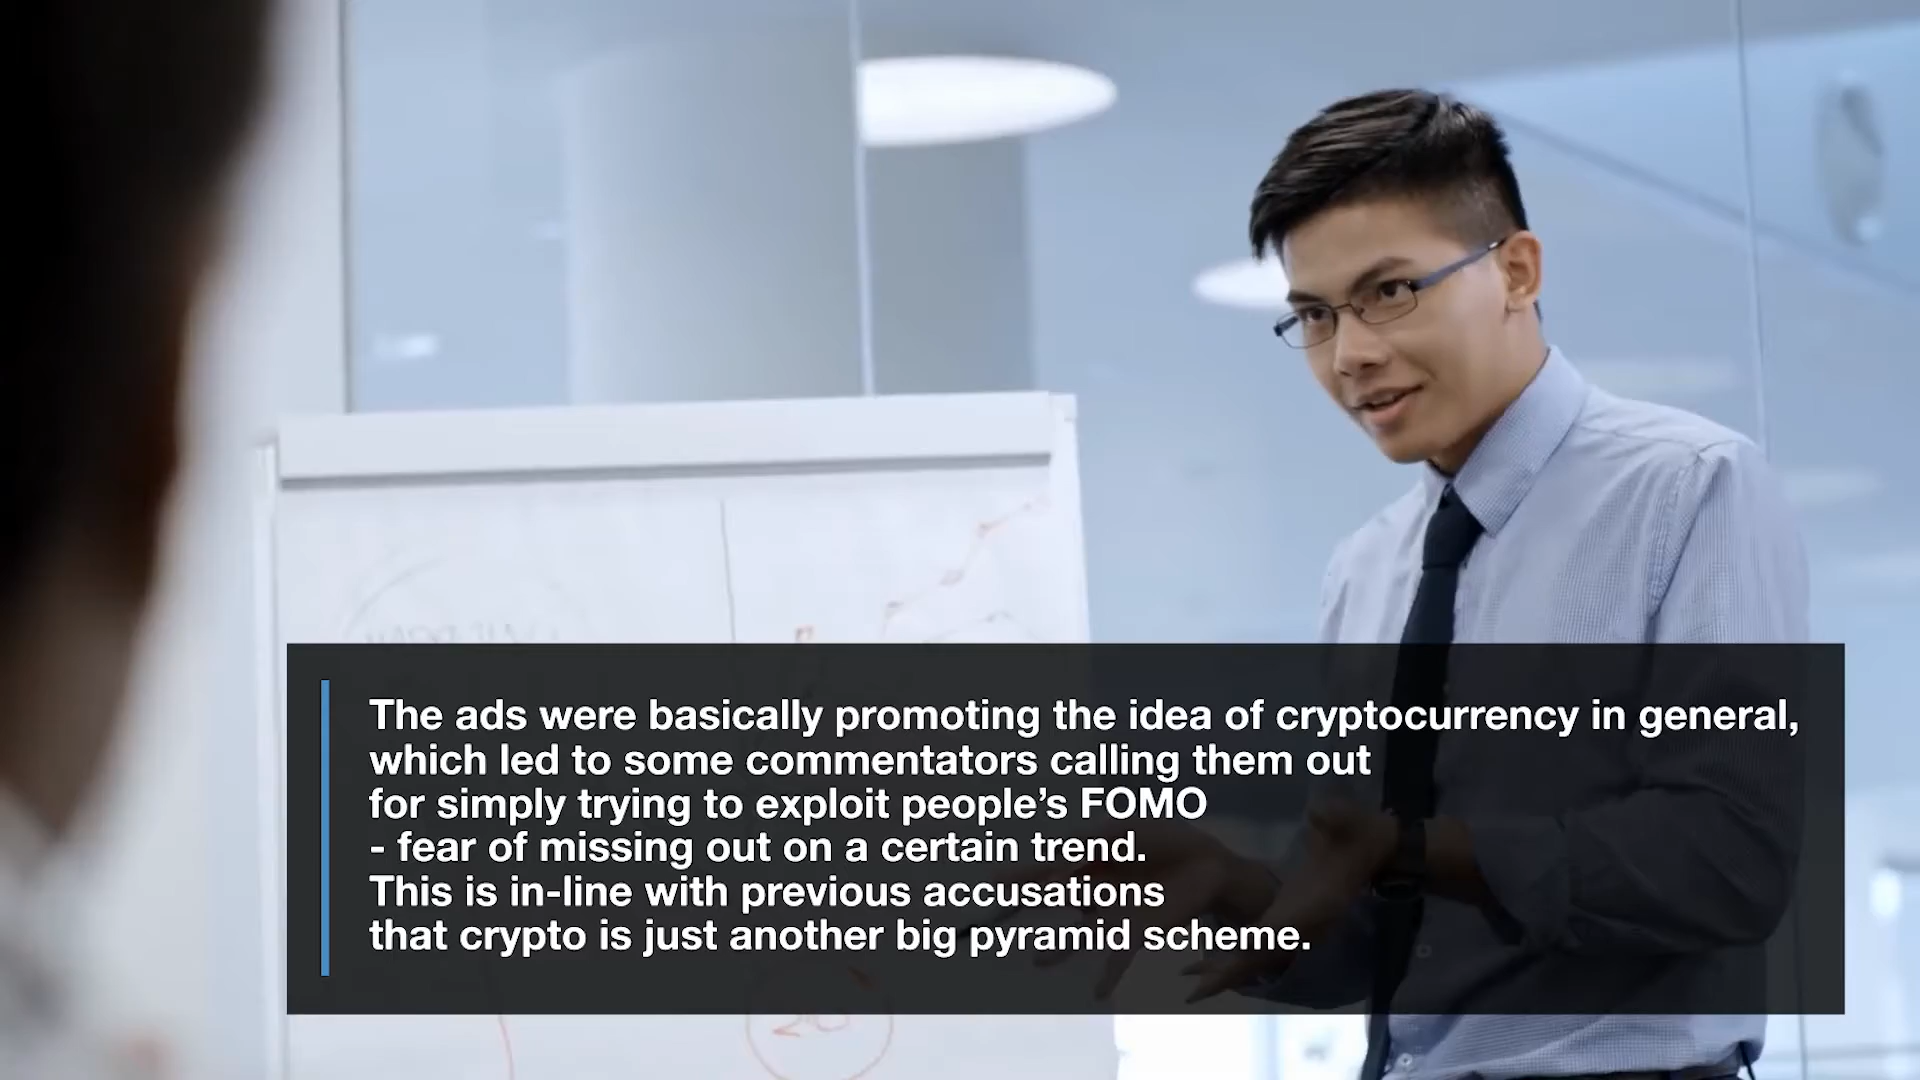 The ads were basically promoting the idea of cryptocurrency in general,
which led to some commentators calling them out
for simply trying to exploit people’s FOMO
- fear of missing out on a certain trend.
This is in-line with previous accusations
that crypto is just another big pyramid scheme.